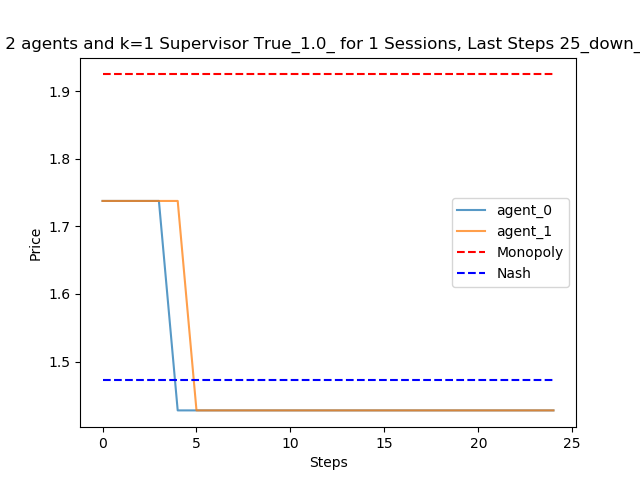 2 agents and k=1 Supervisor True_1.0_ for 1 Sessions, Last Steps 25_down_
1.9
1.8
1.7
1.6
1.5
Price
agent_0
agent_1
Monopoly
Nash
0 5 10 15 20 25
Steps